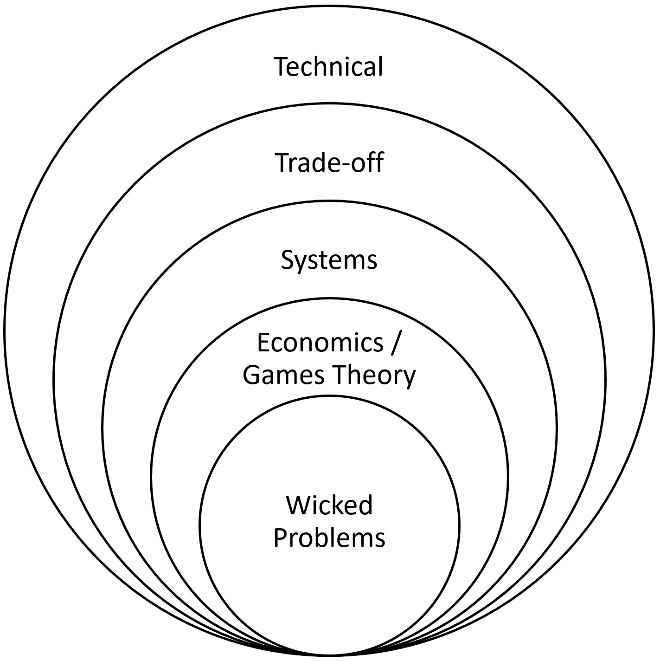 Technical
Trade-off
Systems
Economics /
Games Theory
Wicked
Problems